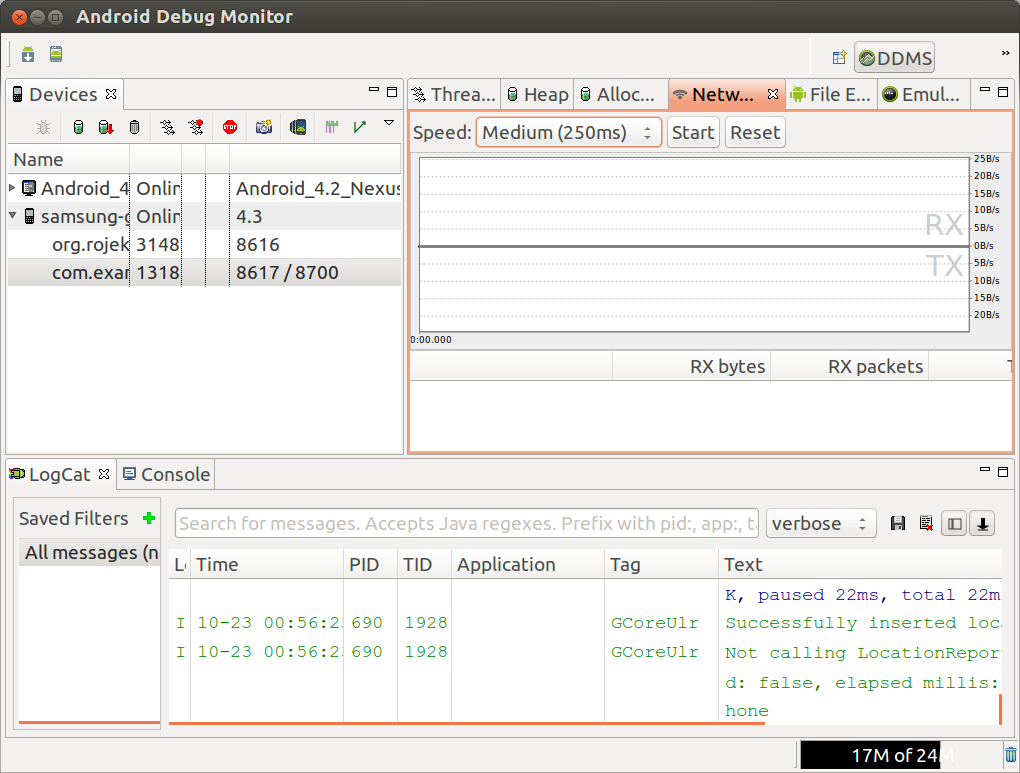 Android Debug Monitor
DDMS
»
Devices
Threa... Heap Alloc... Netw... File E... Emul...
STOP
Speed: Medium (250ms) Start Reset
Name
Android_4 Onlin Android_4.2_Nexus
samsung-g Onlin 4.3
org.rojek 3148 8616
com.exar 1318 8617 / 8700
25B/s
20B/s
15B/s
10B/s
RX
5B/s
0B/s
TX
5B/s
10B/s
15B/s
20B/s
0:00.000
RX bytes RX packets T
LogCat Console
Saved Filters
Search for messages. Accepts Java regexes. Prefix with pid:, app:, ta verbose
All messages (n
Le Time PID TID Application Tag Text
K, paused 22ms, total 22m
I 10-23 00:56:23 690 1928 GCoreUlr Successfully inserted loc
I 10-23 00:56:23 690 1928 GCoreUlr Not calling LocationRepor
d: false, elapsed millis:
hone
17M of 24M